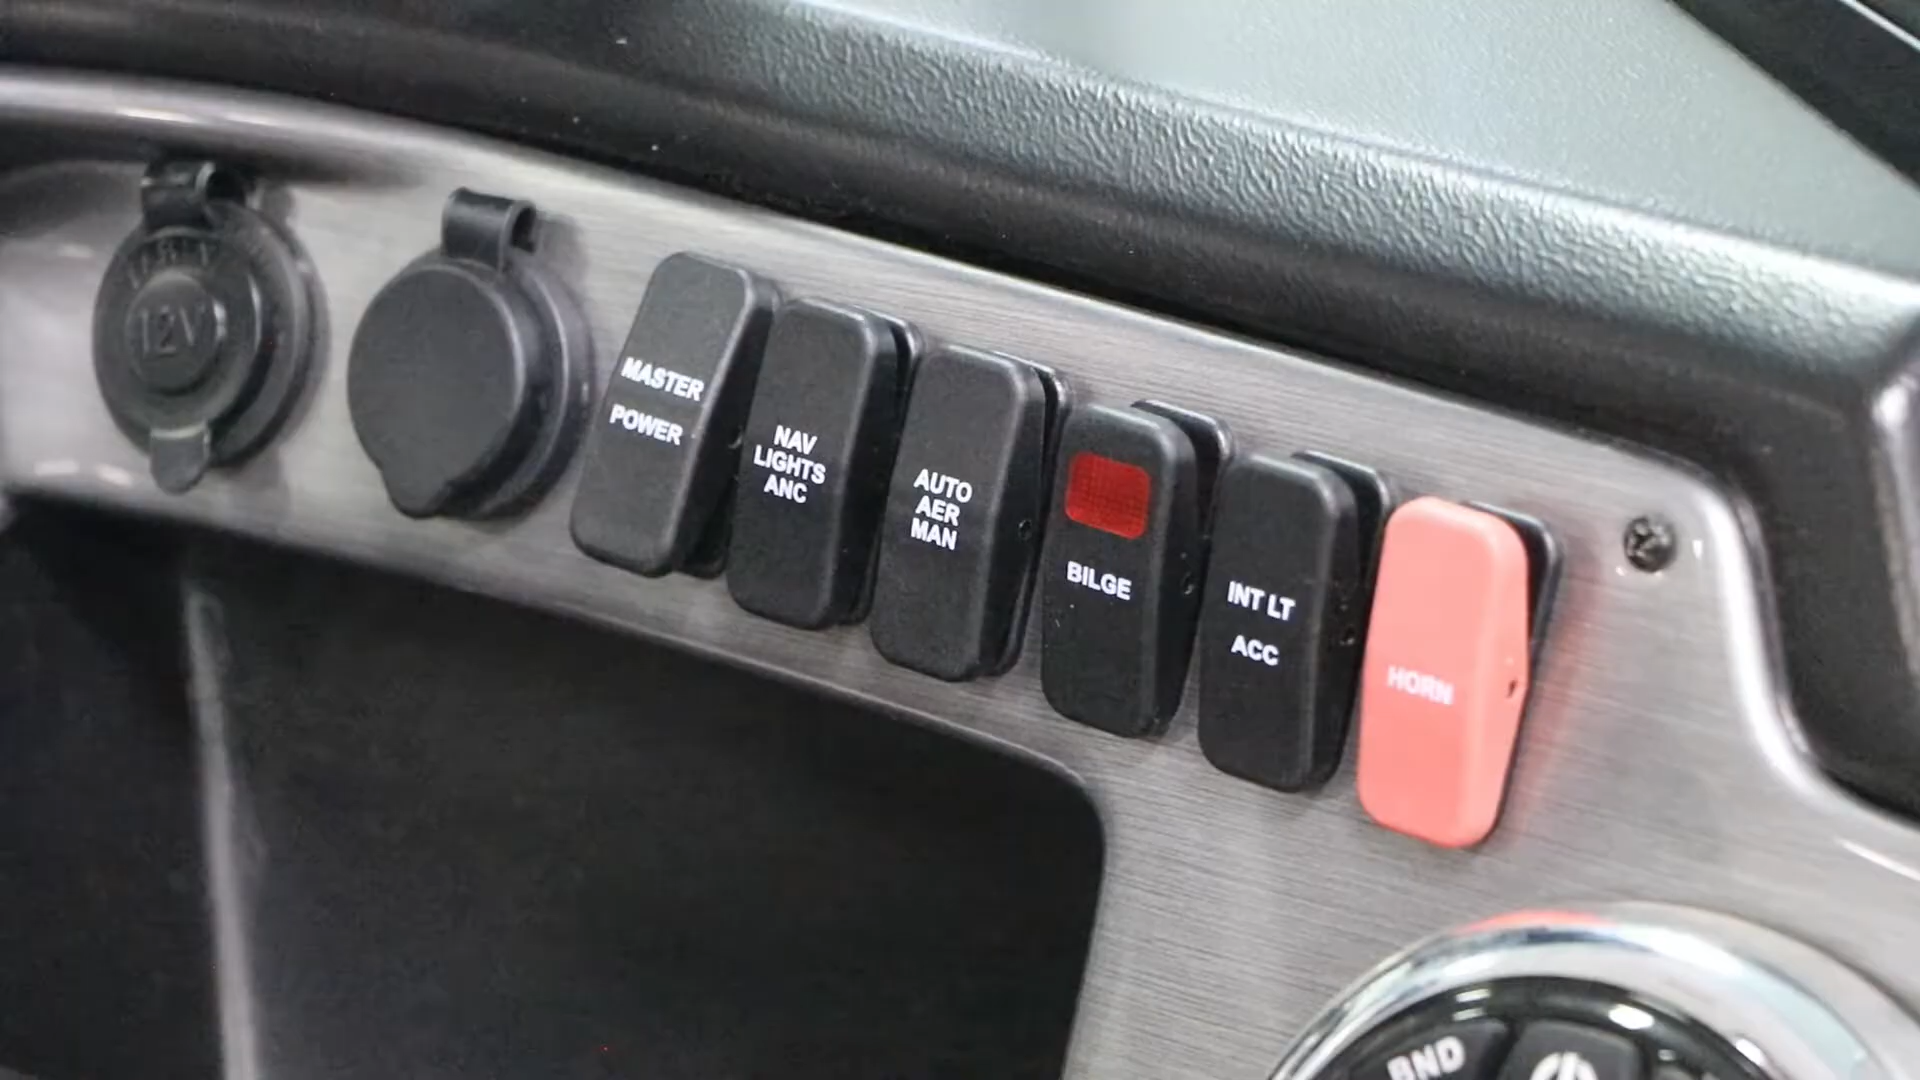 12V
MASTER
POWER
NAV
LIGHTS
ANC
AUTO
AER
MAN
BILGE
INT LT
ACC
HORN
BND